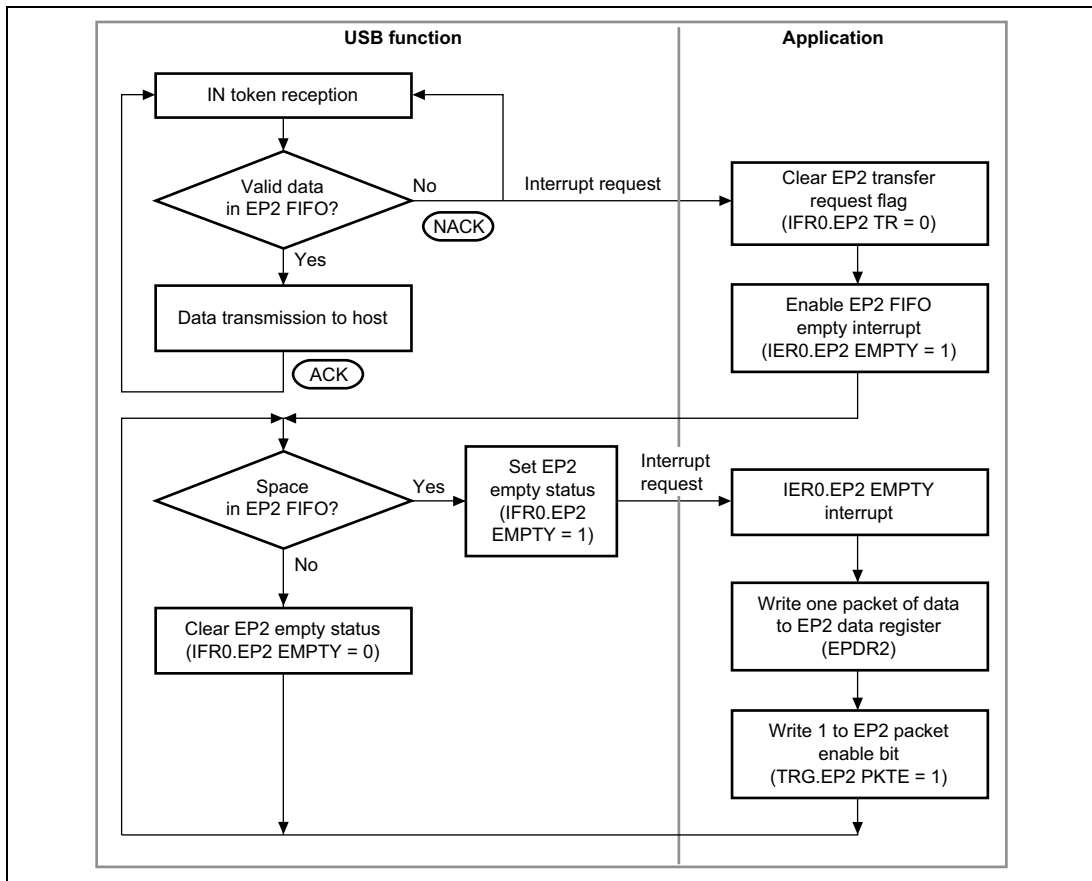 USB function
Application
IN token reception
Valid data
in EP2 FIFO?
No
NACK
Interrupt request
Clear EP2 transfer
request flag
(IFR0.EP2 TR = 0)
Yes
Data transmission to host
ACK
Enable EP2 FIFO
empty interrupt
(IER0.EP2 EMPTY = 1)
Space
in EP2 FIFO?
Yes
Set EP2
empty status
(IFR0.EP2
EMPTY = 1)
Interrupt
request
IER0.EP2 EMPTY
interrupt
No
Clear EP2 empty status
(IFR0.EP2 EMPTY = 0)
Write one packet of data
to EP2 data register
(EPDR2)
Write 1 to EP2 packet
enable bit
(TRG.EP2 PKTE = 1)